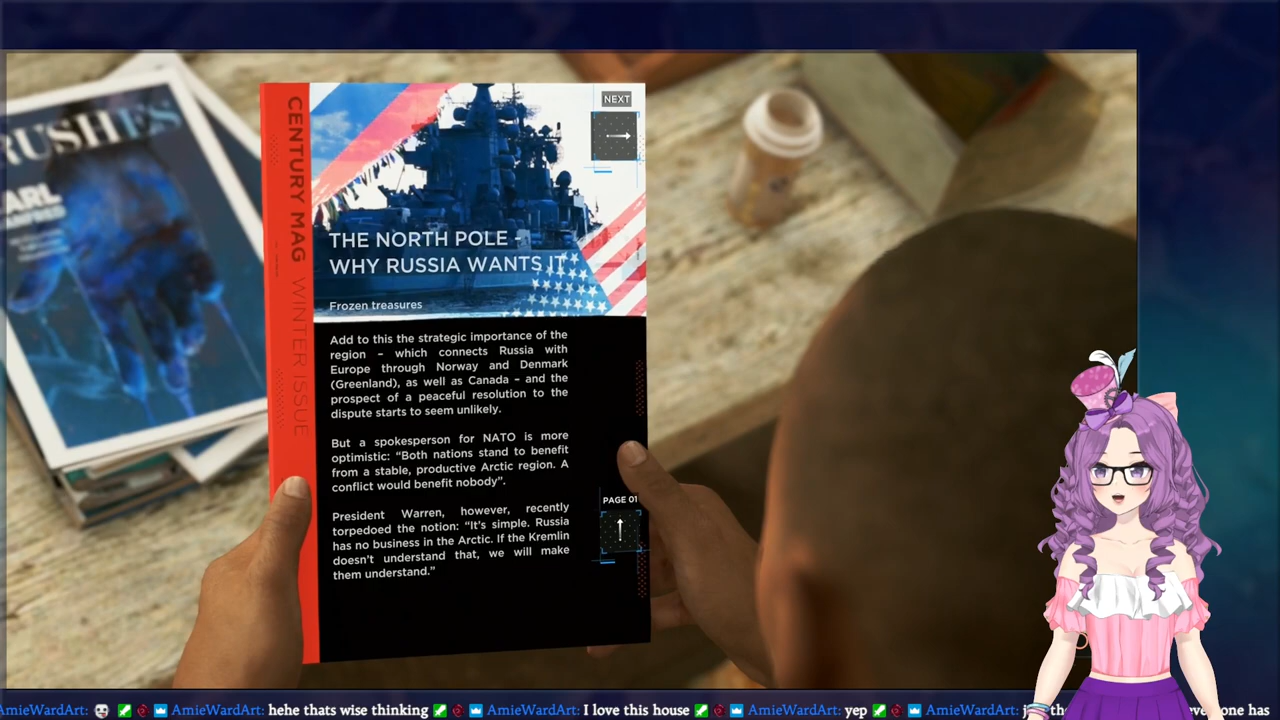 RUSHES
CENTURY MAG WINTER ISSUE
NEXT
THE NORTH POLE -
WHY RUSSIA WANTS IT
Frozen treasures
Add to this the strategic importance of the
region – which connects Russia with
Europe through Norway and Denmark
(Greenland), as well as Canada – and the
prospect of a peaceful resolution to the
dispute starts to seem unlikely.
But a spokesperson for NATO is more
optimistic: “Both nations stand to benefit
from a stable, productive Arctic region. A
conflict would benefit nobody”.
President Warren, however, recently
torpedoed the notion: “It’s simple. Russia
has no business in the Arctic. If the Kremlin
doesn’t understand that, we will make
them understand.”
PAGE 01
AmieWardArt: AmieWardArt: hehe thats wise thinking AmieWardArt: I love this house AmieWardArt: yep AmieWardArt: one has